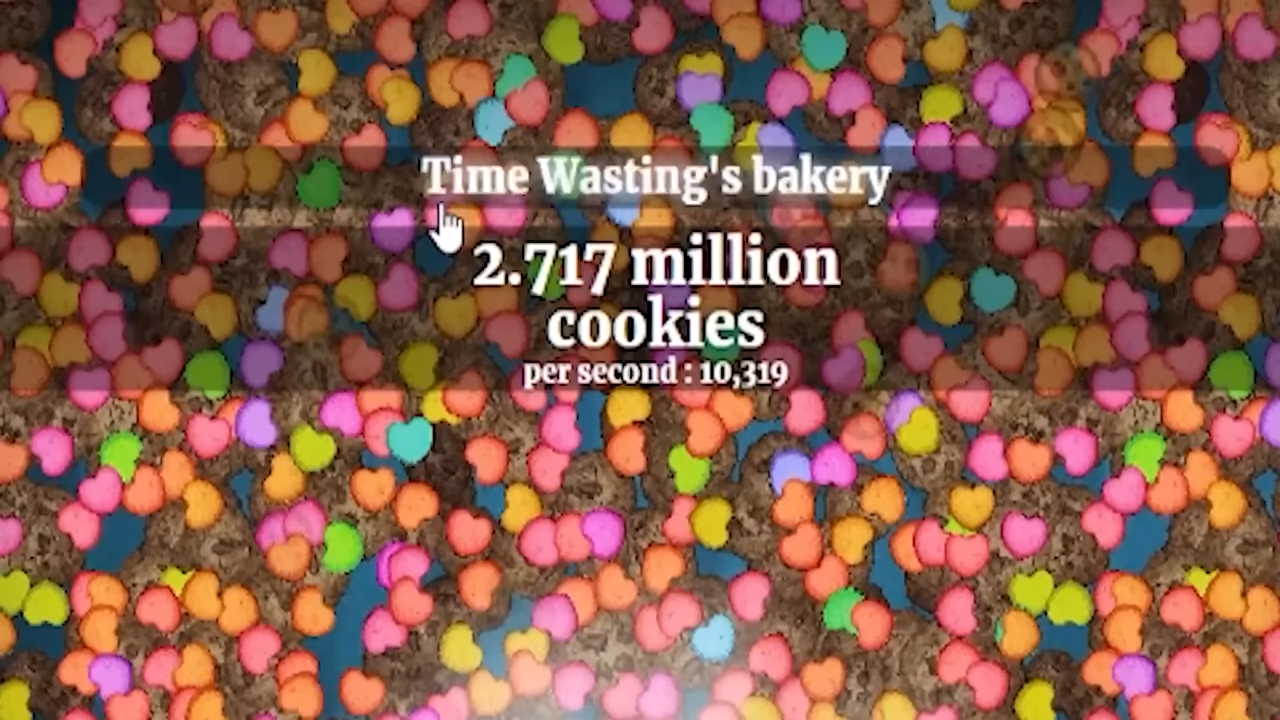 Time Wasting's bakery
2.717 million
cookies
per second : 10,319